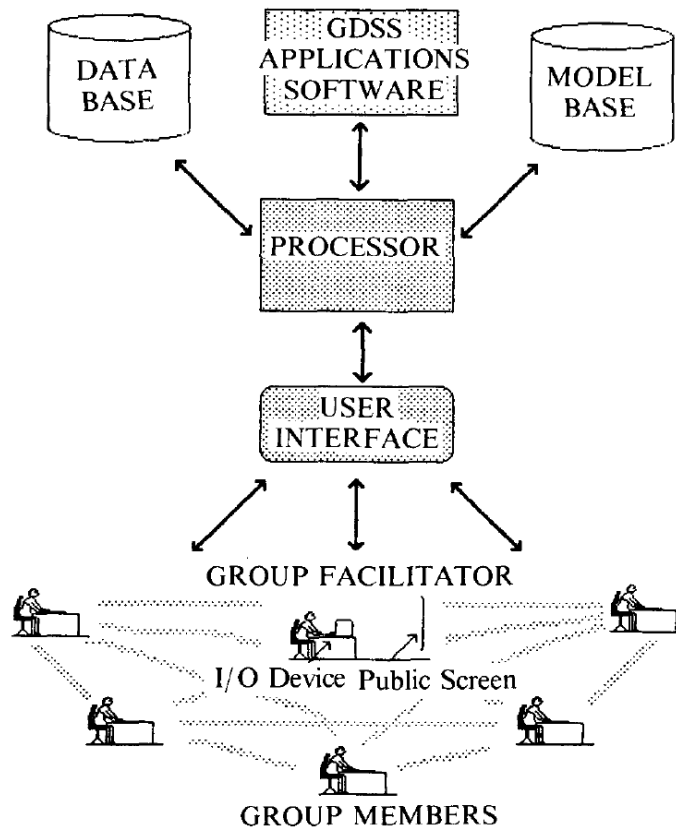 DATA
BASE
GDSS
APPLICATIONS
SOFTWARE
MODEL
BASE
PROCESSOR
USER
INTERFACE
GROUP FACILITATOR
I/O Device
Public Screen
GROUP MEMBERS